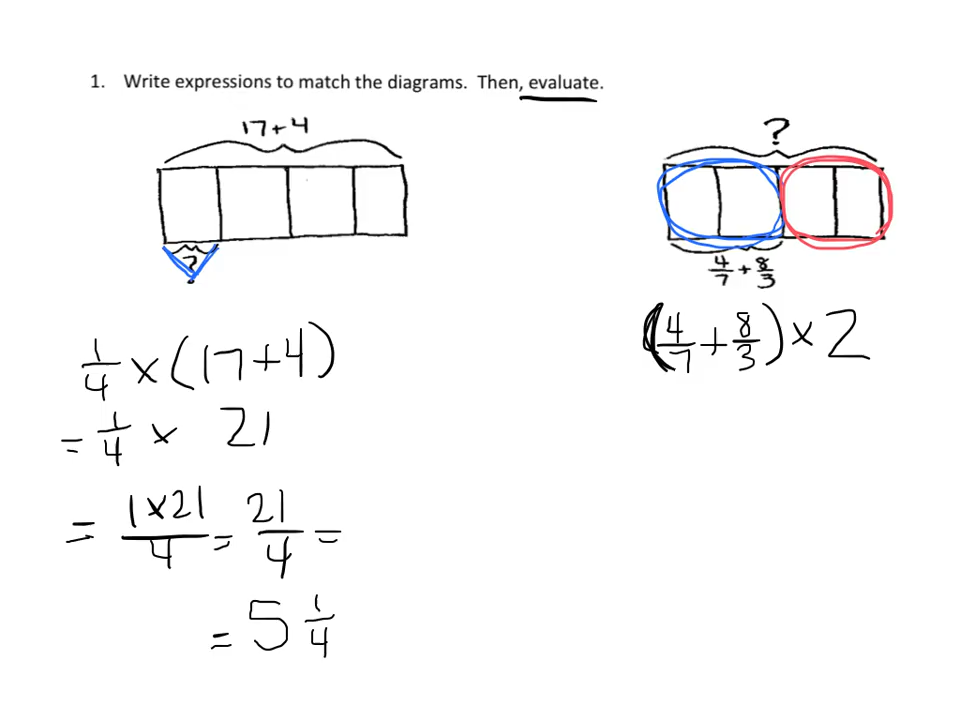 1. Write expressions to match the diagrams. Then, evaluate.
17+4
?
?
4/7 + 8/3
1/4 × (17+4)
= 1/4 × 21
= 1×21/4 = 21/4 =
= 5 1/4
(4/7 + 8/3) × 2